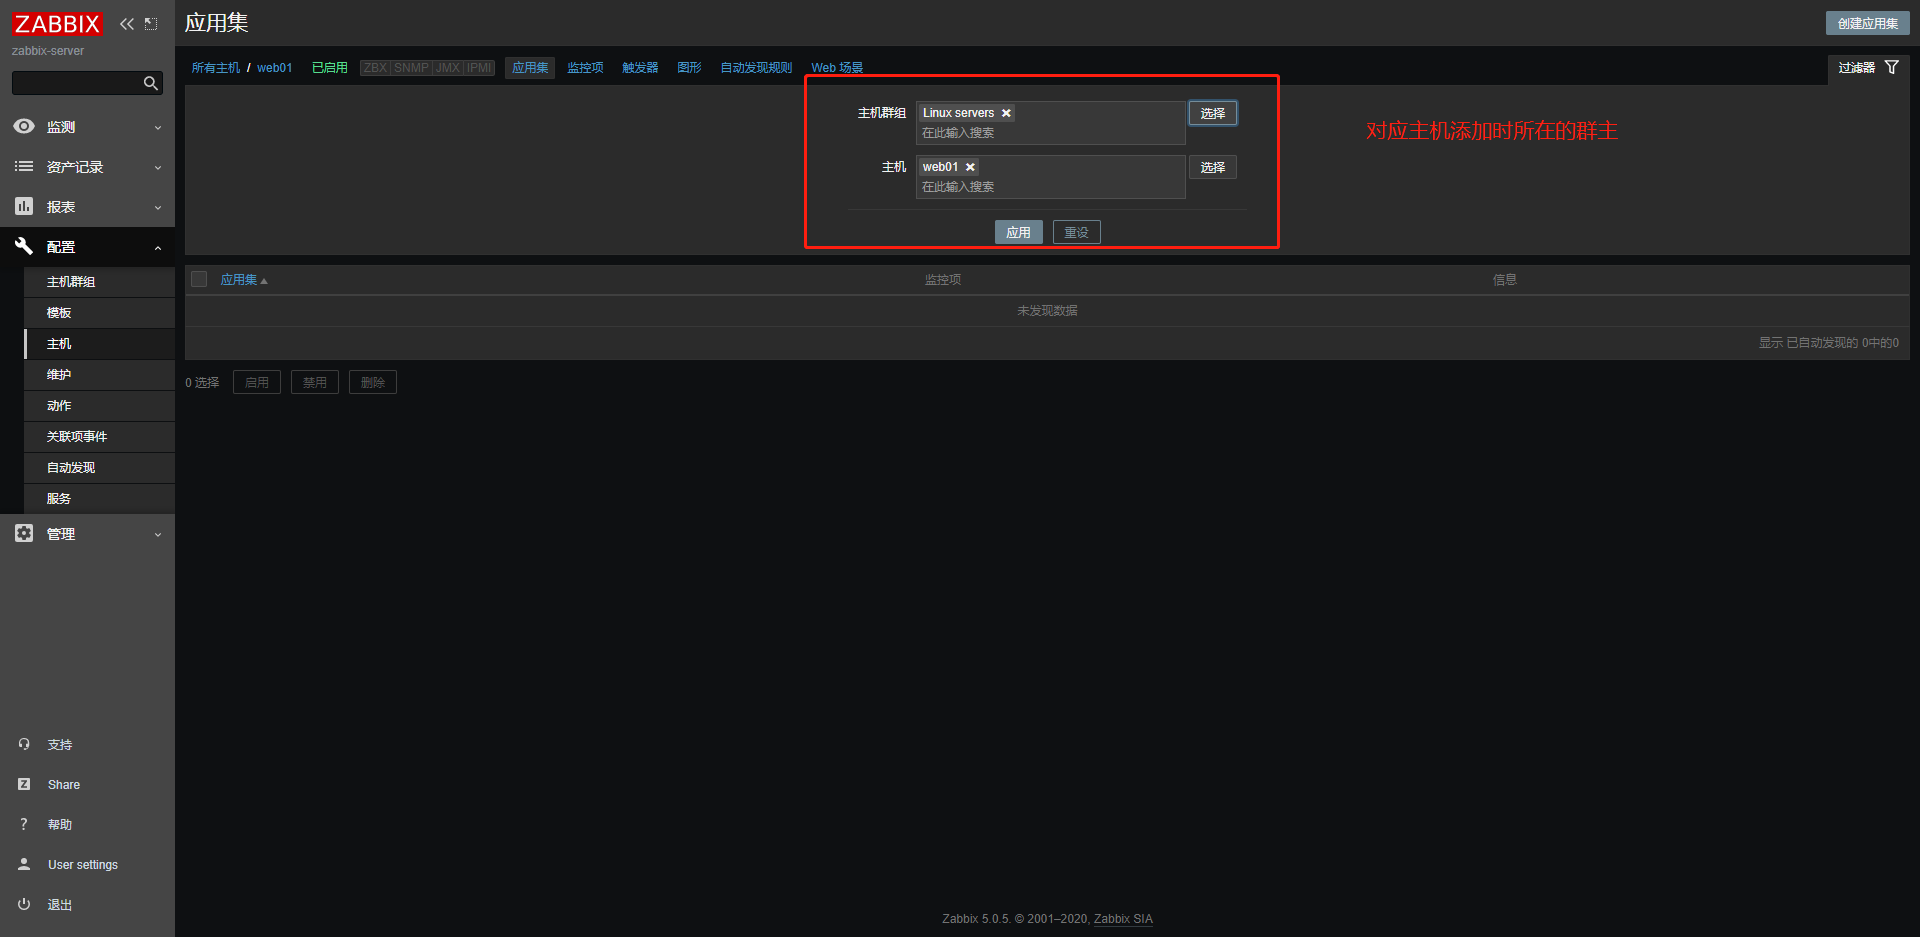 ZABBIX
zabbix-server
监测
资产记录
报表
配置
主机群组
模板
主机
维护
动作
关联项事件
自动发现
服务
管理
支持
Share
帮助
User settings
退出
应用集
创建应用集
所有主机 / web01 已启用 ZBX SNMP JMX IPMI 应用集 监控项 触发器 图形 自动发现规则 Web 场景
过滤器
主机群组 Linux servers 选择
在此输入搜索
主机 web01 选择
在此输入搜索
应用 重设
对应主机添加时所在的群主
应用集 监控项 信息
未发现数据
显示 已自动发现的 0中的0
0 选择 启用 禁用 删除
Zabbix 5.0.5. © 2001–2020, Zabbix SIA